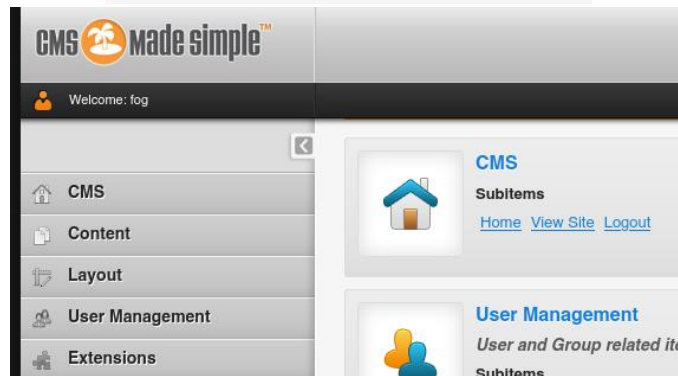 CMS Made Simple™
Welcome: fog
CMS
Content
Layout
User Management
Extensions
CMS
Subitems
Home View Site Logout
User Management
User and Group related
Subitems